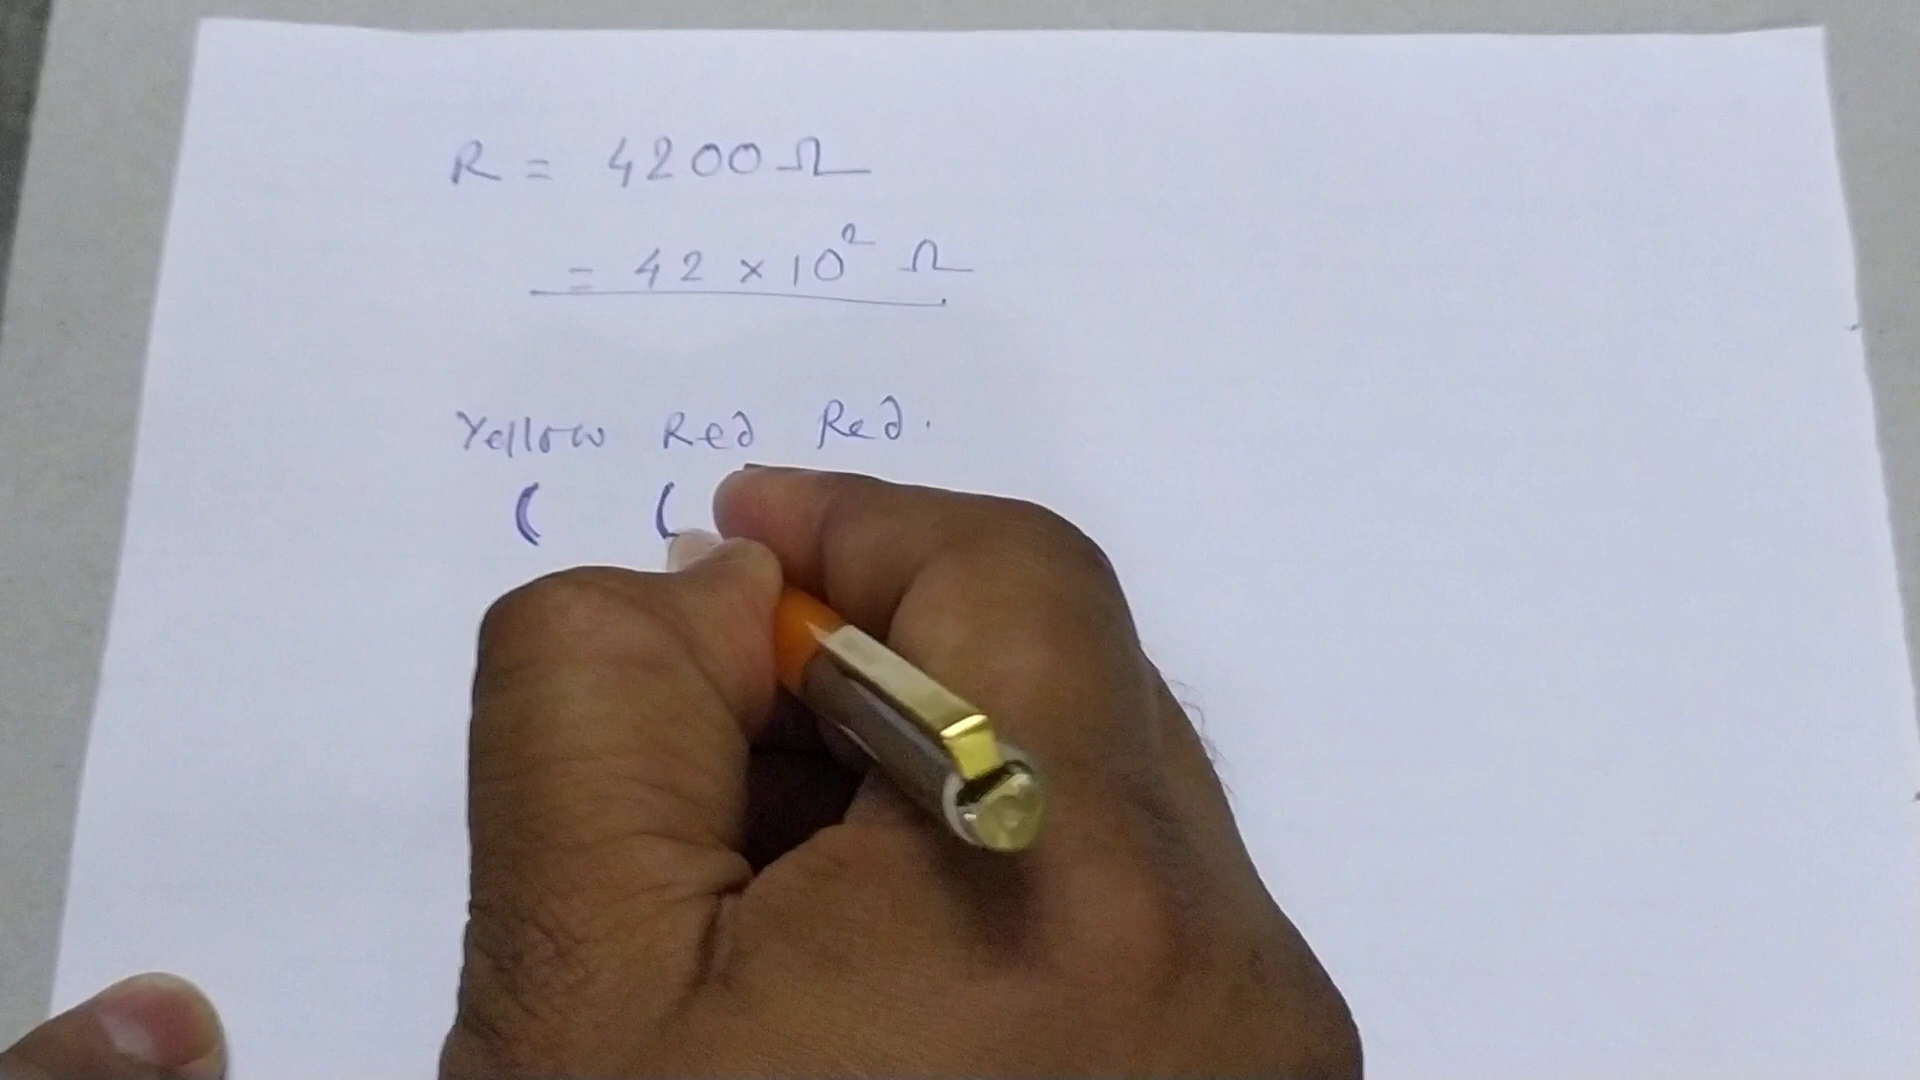 R = 4200 Ω
= 42 × 10² Ω
Yellow Red Red.
( (